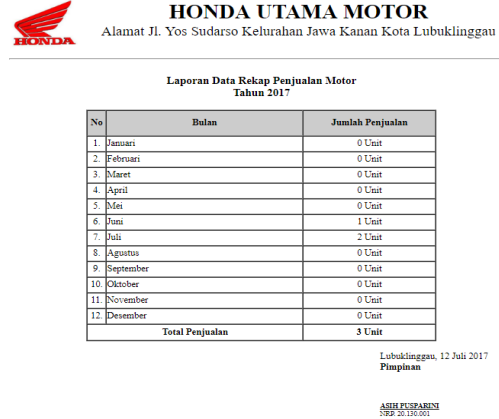 HONDA
HONDA UTAMA MOTOR
Alamat Jl. Yos Sudarso Kelurahan Jawa Kanan Kota Lubuklinggau
Laporan Data Rekap Penjualan Motor
Tahun 2017
No Bulan Jumlah Penjualan
1. Januari 0 Unit
2. Februari 0 Unit
3. Maret 0 Unit
4. April 0 Unit
5. Mei 0 Unit
6. Juni 1 Unit
7. Juli 2 Unit
8. Agustus 0 Unit
9. September 0 Unit
10. Oktober 0 Unit
11. November 0 Unit
12. Desember 0 Unit
Total Penjualan 3 Unit
Lubuklinggau, 12 Juli 2017
Pimpinan
ASIH PUSPARINI
NRP. 20.130.001